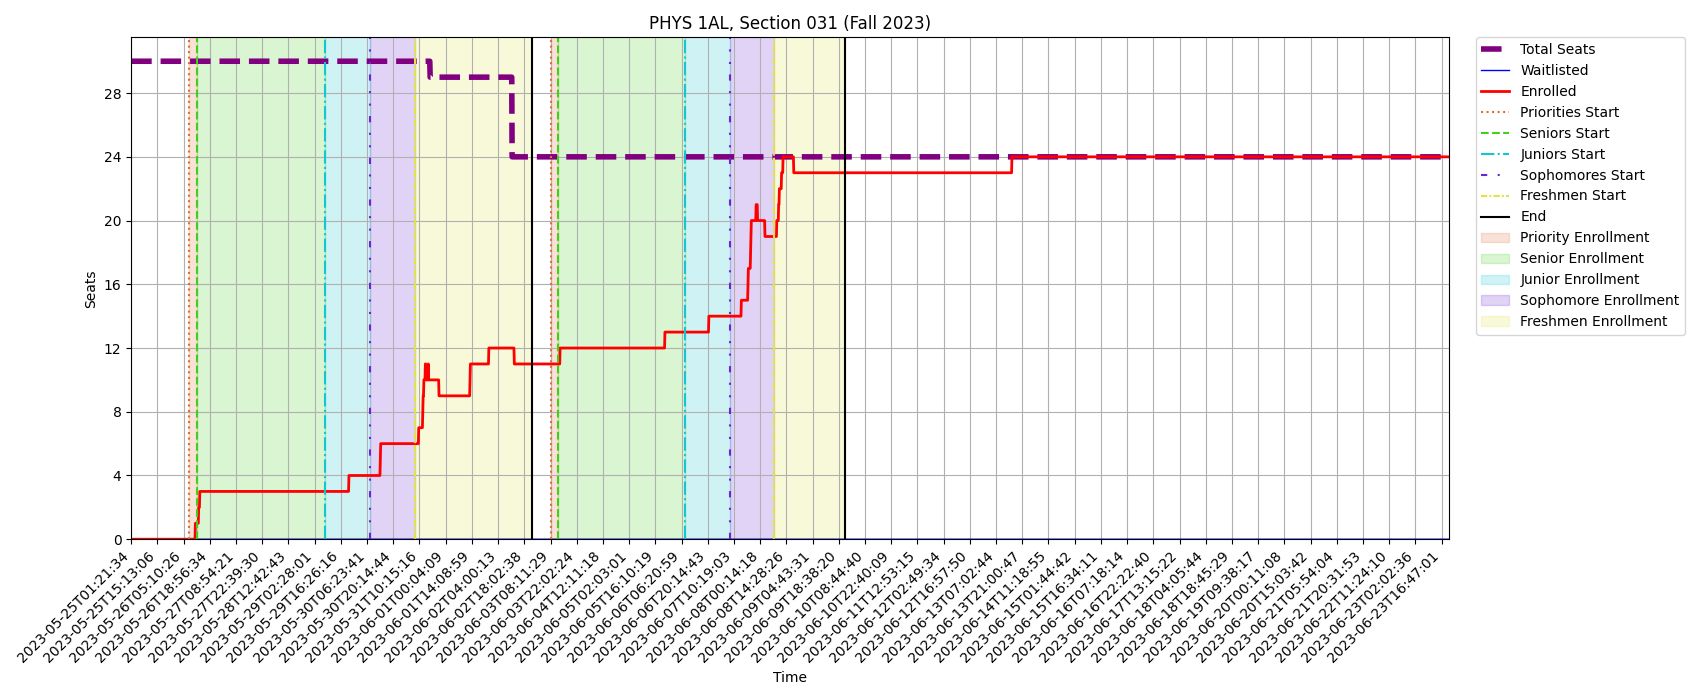 PHYS 1AL, Section 031 (Fall 2023)
Seats
28
24
20
16
12
8
4
0
2023-05-25T01:21:34
2023-05-25T15:13:06
2023-05-26T05:10:26
2023-05-26T18:56:34
2023-05-27T08:54:21
2023-05-27T22:39:30
2023-05-28T12:42:43
2023-05-29T02:28:01
2023-05-29T16:26:16
2023-05-30T06:23:41
2023-05-30T20:14:44
2023-05-31T10:15:16
2023-06-01T00:04:09
2023-06-01T14:08:59
2023-06-02T04:00:13
2023-06-02T18:02:38
2023-06-03T08:11:29
2023-06-03T22:02:24
2023-06-04T12:11:18
2023-06-05T02:03:01
2023-06-05T16:10:19
2023-06-06T06:20:59
2023-06-06T20:14:43
2023-06-07T10:19:03
2023-06-08T00:14:18
2023-06-08T14:28:26
2023-06-09T04:43:31
2023-06-09T18:38:20
2023-06-10T08:44:40
2023-06-10T22:40:09
2023-06-11T12:53:15
2023-06-12T02:49:34
2023-06-12T16:57:50
2023-06-13T07:02:44
2023-06-13T21:00:47
2023-06-14T11:18:55
2023-06-15T01:44:42
2023-06-15T16:34:11
2023-06-16T07:18:14
2023-06-16T22:22:40
2023-06-17T13:15:22
2023-06-18T04:05:44
2023-06-18T18:45:29
2023-06-19T09:38:17
2023-06-20T00:11:08
2023-06-20T15:03:42
2023-06-21T05:54:04
2023-06-21T20:31:53
2023-06-22T11:24:10
2023-06-23T02:02:36
2023-06-23T16:47:01
Time
Total Seats
Waitlisted
Enrolled
Priorities Start
Seniors Start
Juniors Start
Sophomores Start
Freshmen Start
End
Priority Enrollment
Senior Enrollment
Junior Enrollment
Sophomore Enrollment
Freshmen Enrollment